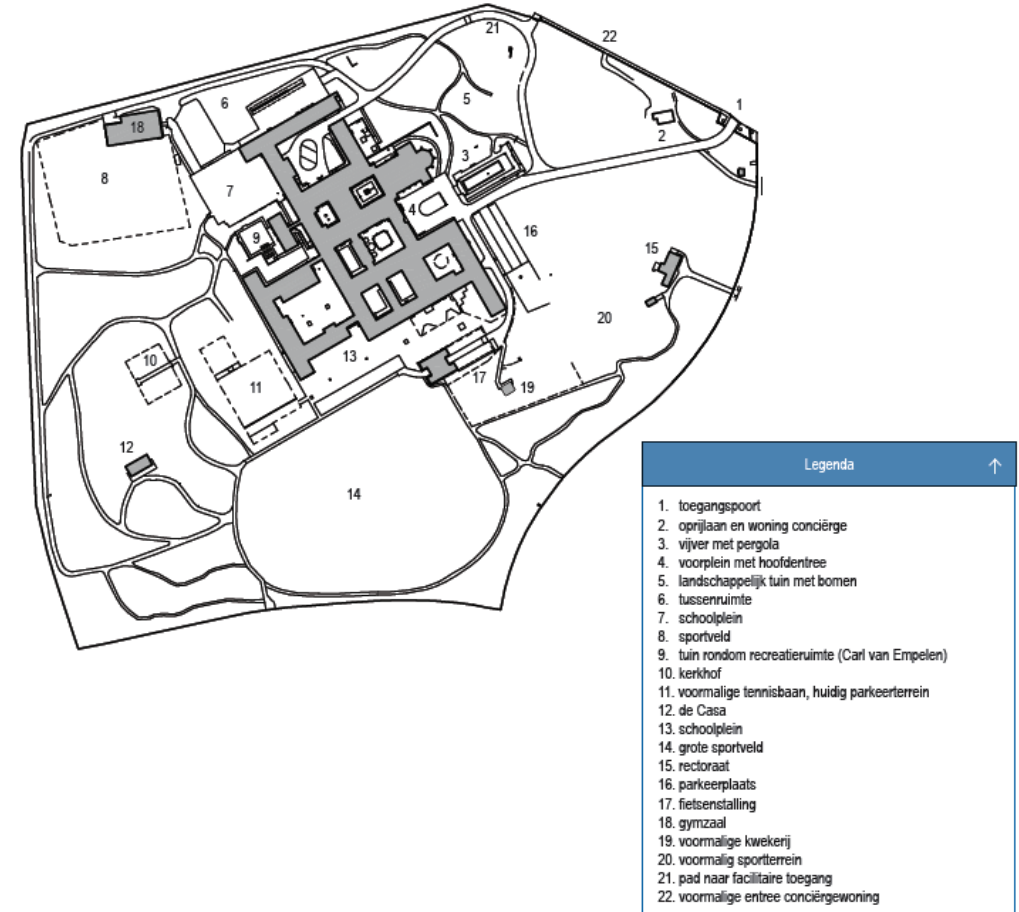 21
22
6
5
1
18
2
3
8
7
4
9
16
15
20
13
10
11
17
19
12
14
Legenda ↑
1. toegangspoort
2. oprijlaan en woning conciërge
3. vijver met pergola
4. voorplein met hoofdentree
5. landschappelijk tuin met bomen
6. tussenruimte
7. schoolplein
8. sportveld
9. tuin rondom recreatieruimte (Carl van Empelen)
10. kerkhof
11. voormalige tennisbaan, huidig parkeerterrein
12. de Casa
13. schoolplein
14. grote sportveld
15. rectoraat
16. parkeerplaats
17. fietsenstalling
18. gymzaal
19. voormalige kwekerij
20. voormalig sportterrein
21. pad naar facilitaire toegang
22. voormalige entree conciërgewoning